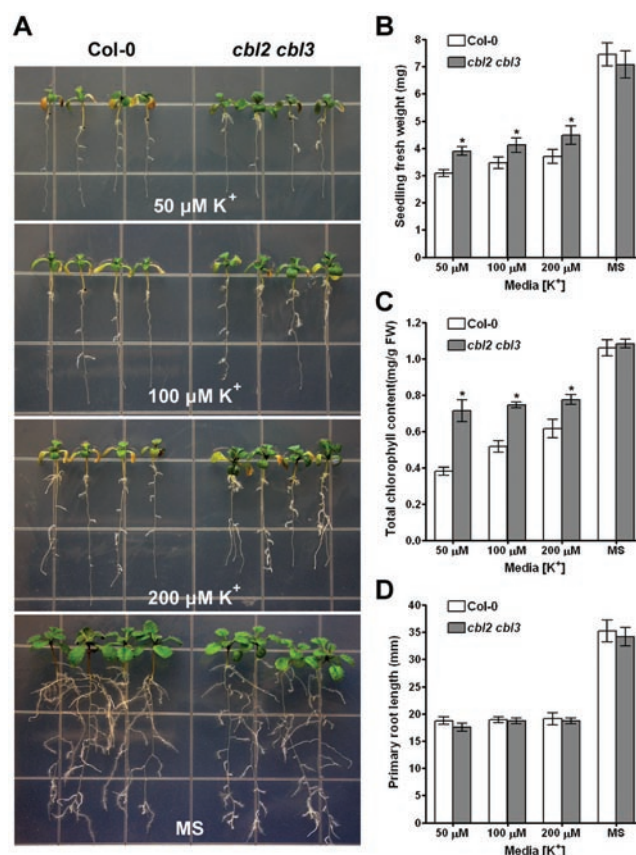 A
Col-0 cbl2 cbl3
50 µM K+
100 µM K+
200 µM K+
MS
B
Col-0
cbl2 cbl3
Seedling fresh weight (mg)
9
8
7
6
5
4
3
2
1
0
* * *
50 µM 100 µM 200 µM MS
Media [K+]
C
Col-0
cbl2 cbl3
Total chlorophyll content(mg/g FW)
1.2
1.0
0.8
0.6
0.4
0.2
0.0
* * *
50 µM 100 µM 200 µM MS
Media [K+]
D
Col-0
cbl2 cbl3
Primary root length (mm)
40
35
30
25
20
15
10
5
0
50 µM 100 µM 200 µM MS
Media [K+]